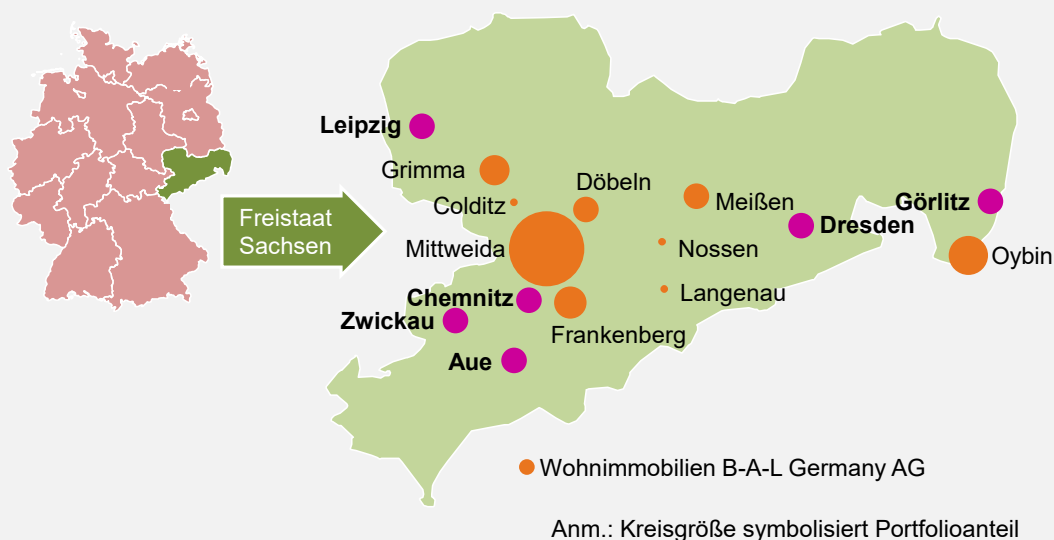 Leipzig
Grimma
Döbeln
Colditz
Meißen
Görlitz
Freistaat
Sachsen
Dresden
Mittweida
Nossen
Oybin
Chemnitz
Langenau
Zwickau
Frankenberg
Aue
Wohnimmobilien B-A-L Germany AG
Anm.: Kreisgröße symbolisiert Portfolioanteil